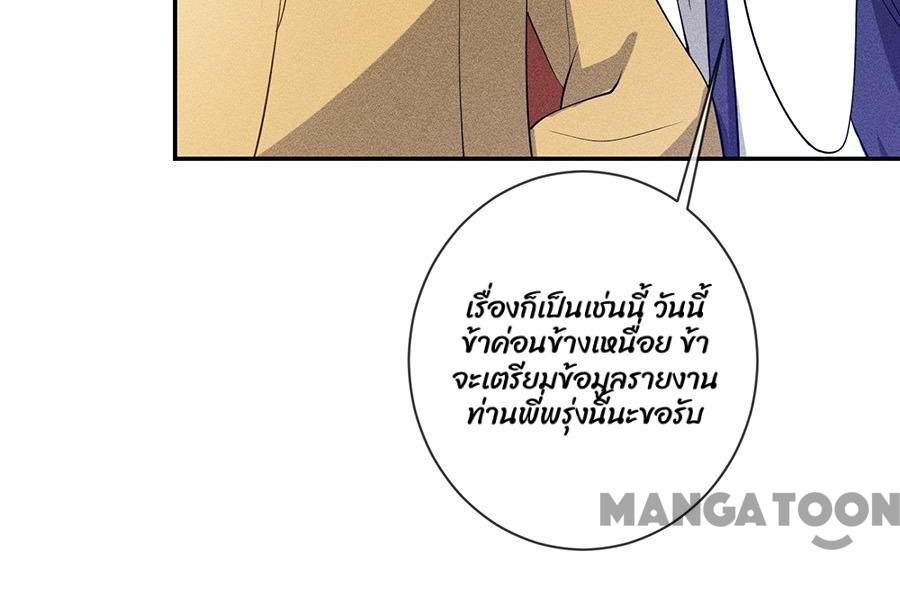 เรื่องก็เป็นเช่นนี้ วันนี้
ข้าค่อนข้างเหนื่อย ข้า
จะเตรียมข้อมูลรายงาน
ท่านพี่พรุ่งนี้นะขอรับ
MANGATOON